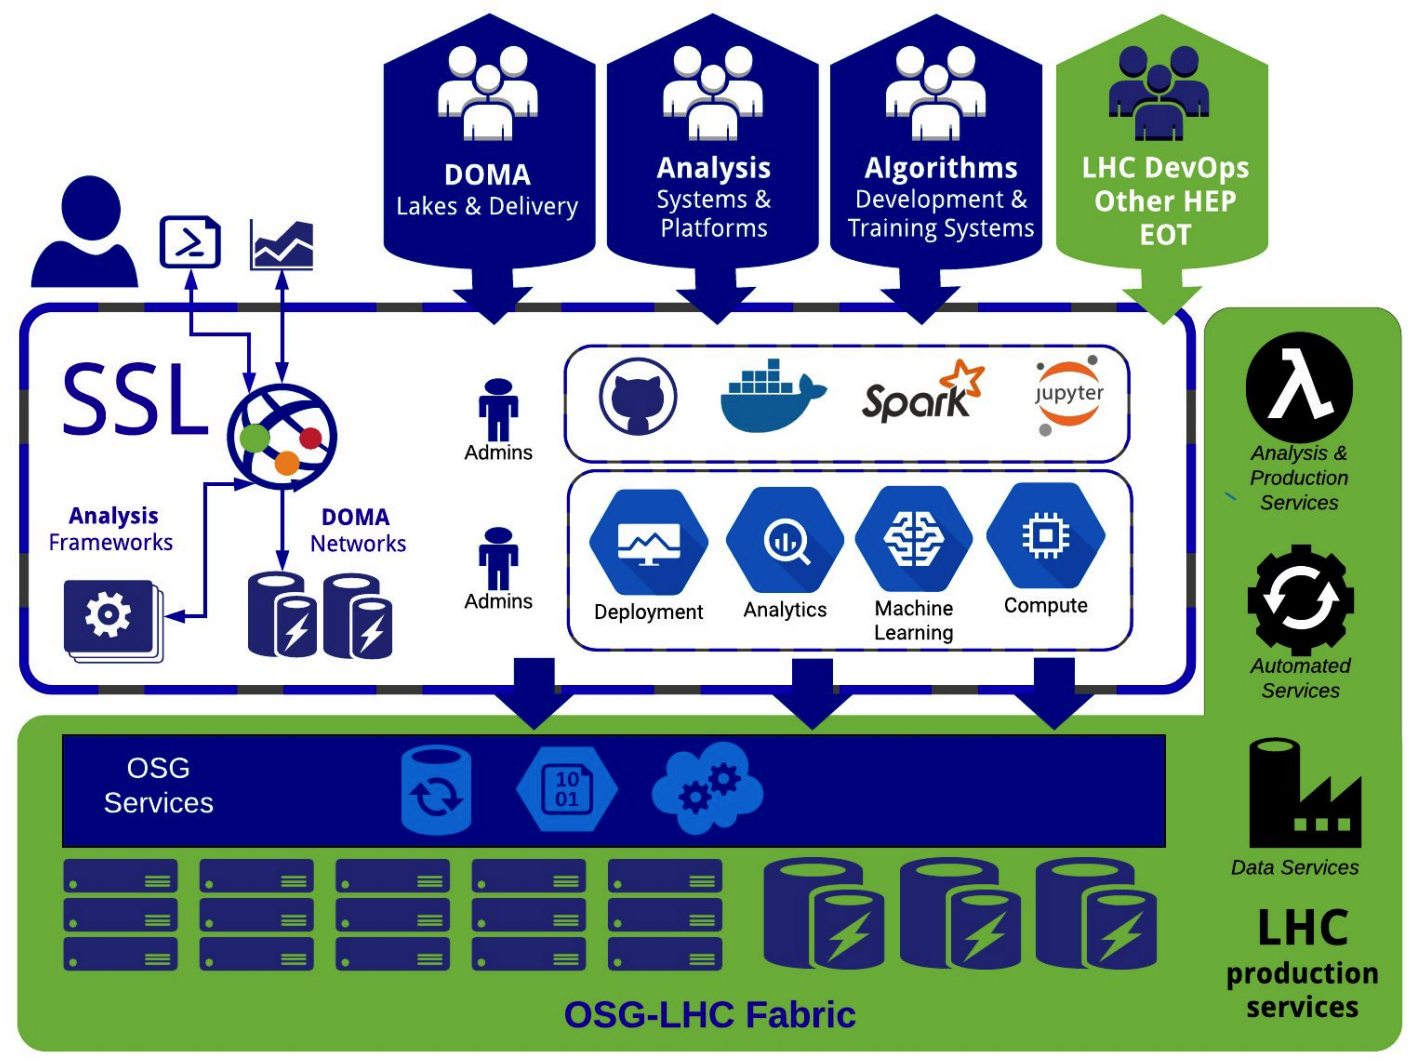 DOMA
Lakes & Delivery
Analysis
Systems &
Platforms
Algorithms
Development &
Training Systems
LHC DevOps
Other HEP
EOT
SSL
Analysis
Frameworks
DOMA
Networks
Admins
Admins
Spark
jupyter
Deployment
Analytics
Machine
Learning
Compute
Analysis &
Production
Services
Automated
Services
Data Services
LHC
production
services
OSG
Services
10
01
OSG-LHC Fabric